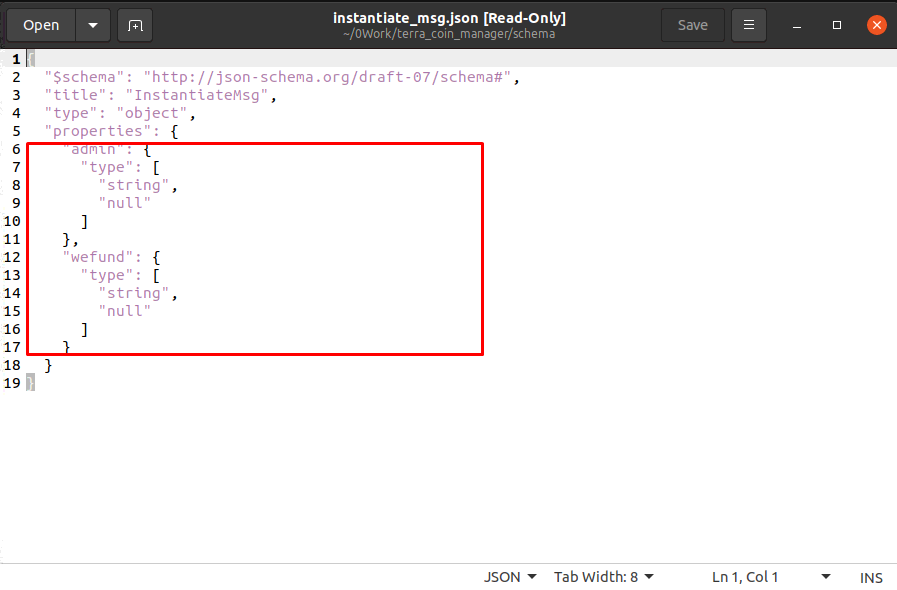 Open
instantiate_msg.json [Read-Only]
~/0Work/terra_coin_manager/schema
Save
1 {
2   "$schema": "http://json-schema.org/draft-07/schema#",
3   "title": "InstantiateMsg",
4   "type": "object",
5   "properties": {
6     "admin": {
7       "type": [
8         "string",
9         "null"
10       ]
11     },
12     "wefund": {
13       "type": [
14         "string",
15         "null"
16       ]
17     }
18   }
19 }
JSON Tab Width: 8 Ln 1, Col 1 INS